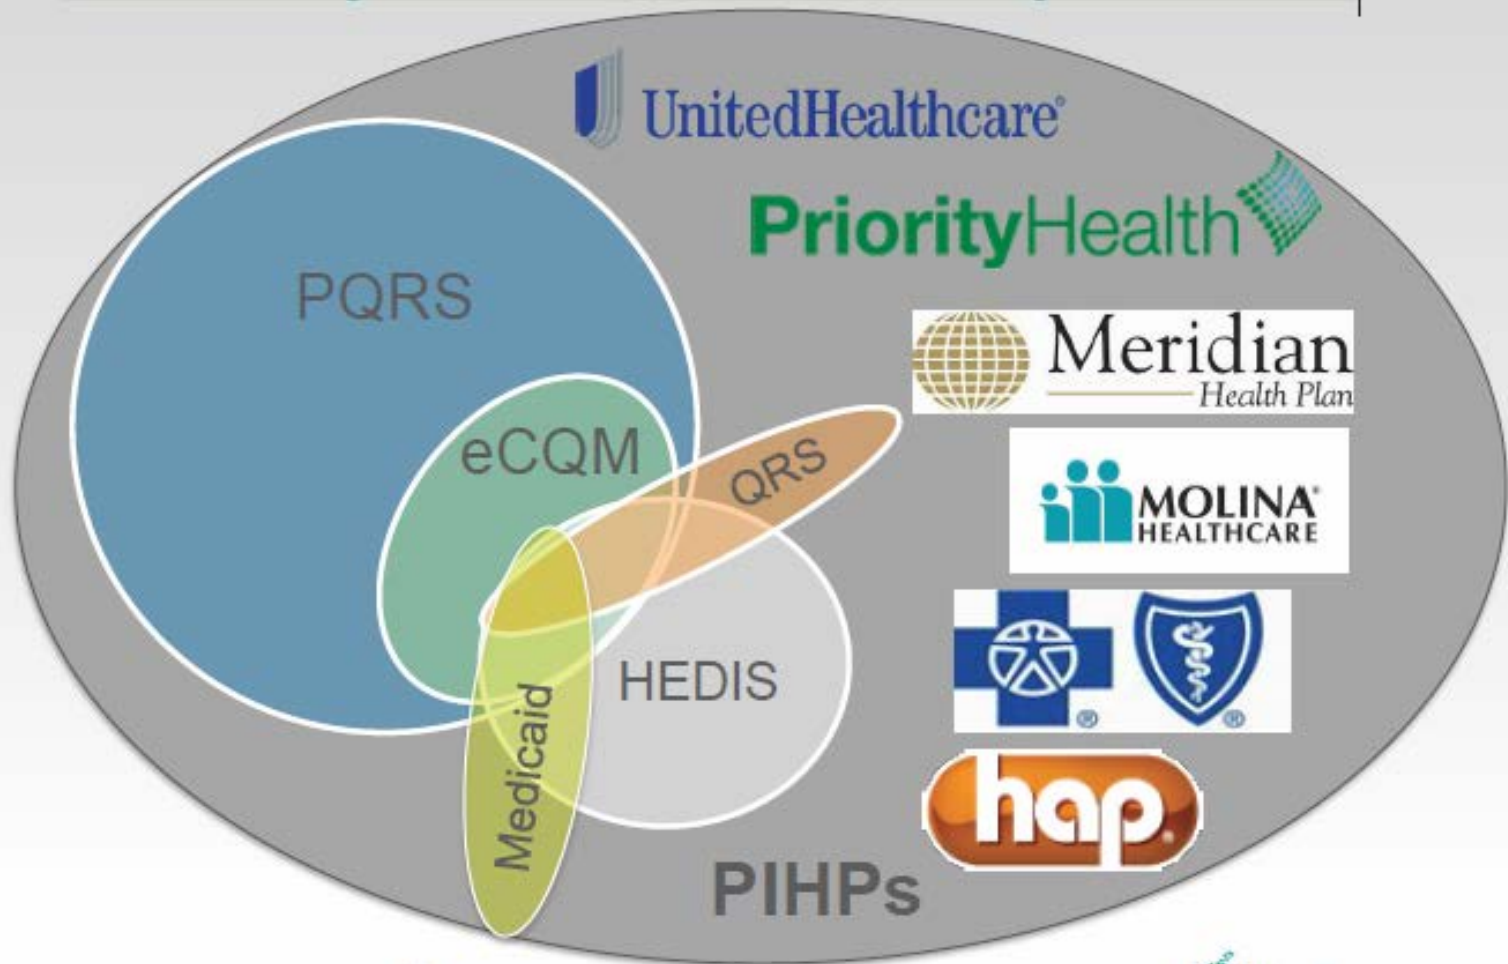 UnitedHealthcare®
PriorityHealth
PQRS
Meridian
Health Plan
eCQM
QRS
MOLINA®
HEALTHCARE
HEDIS
Medicaid
® ®
hap®
PIHPs